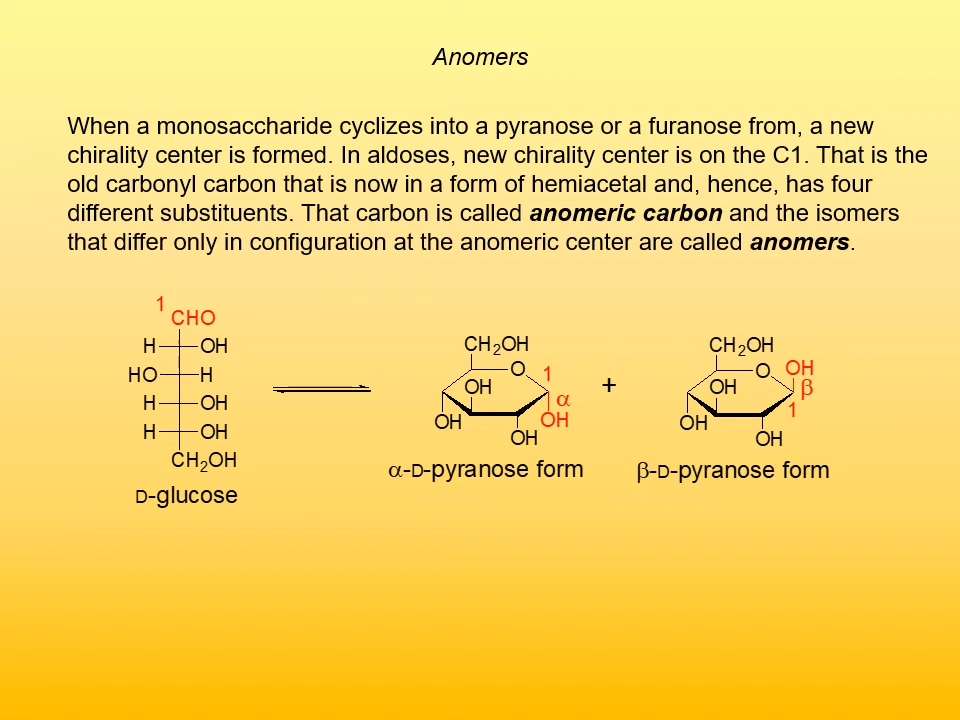 Anomers
When a monosaccharide cyclizes into a pyranose or a furanose from, a new
chirality center is formed. In aldoses, new chirality center is on the C1. That is the
old carbonyl carbon that is now in a form of hemiacetal and, hence, has four
different substituents. That carbon is called anomeric carbon and the isomers
that differ only in configuration at the anomeric center are called anomers.
1
CHO
H OH
HO H
H OH
H OH
CH2OH
D-glucose
CH2OH
O
1
OH
α
OH
OH
OH
α-D-pyranose form
+
CH2OH
O
OH
OH
β
1
OH
OH
β-D-pyranose form